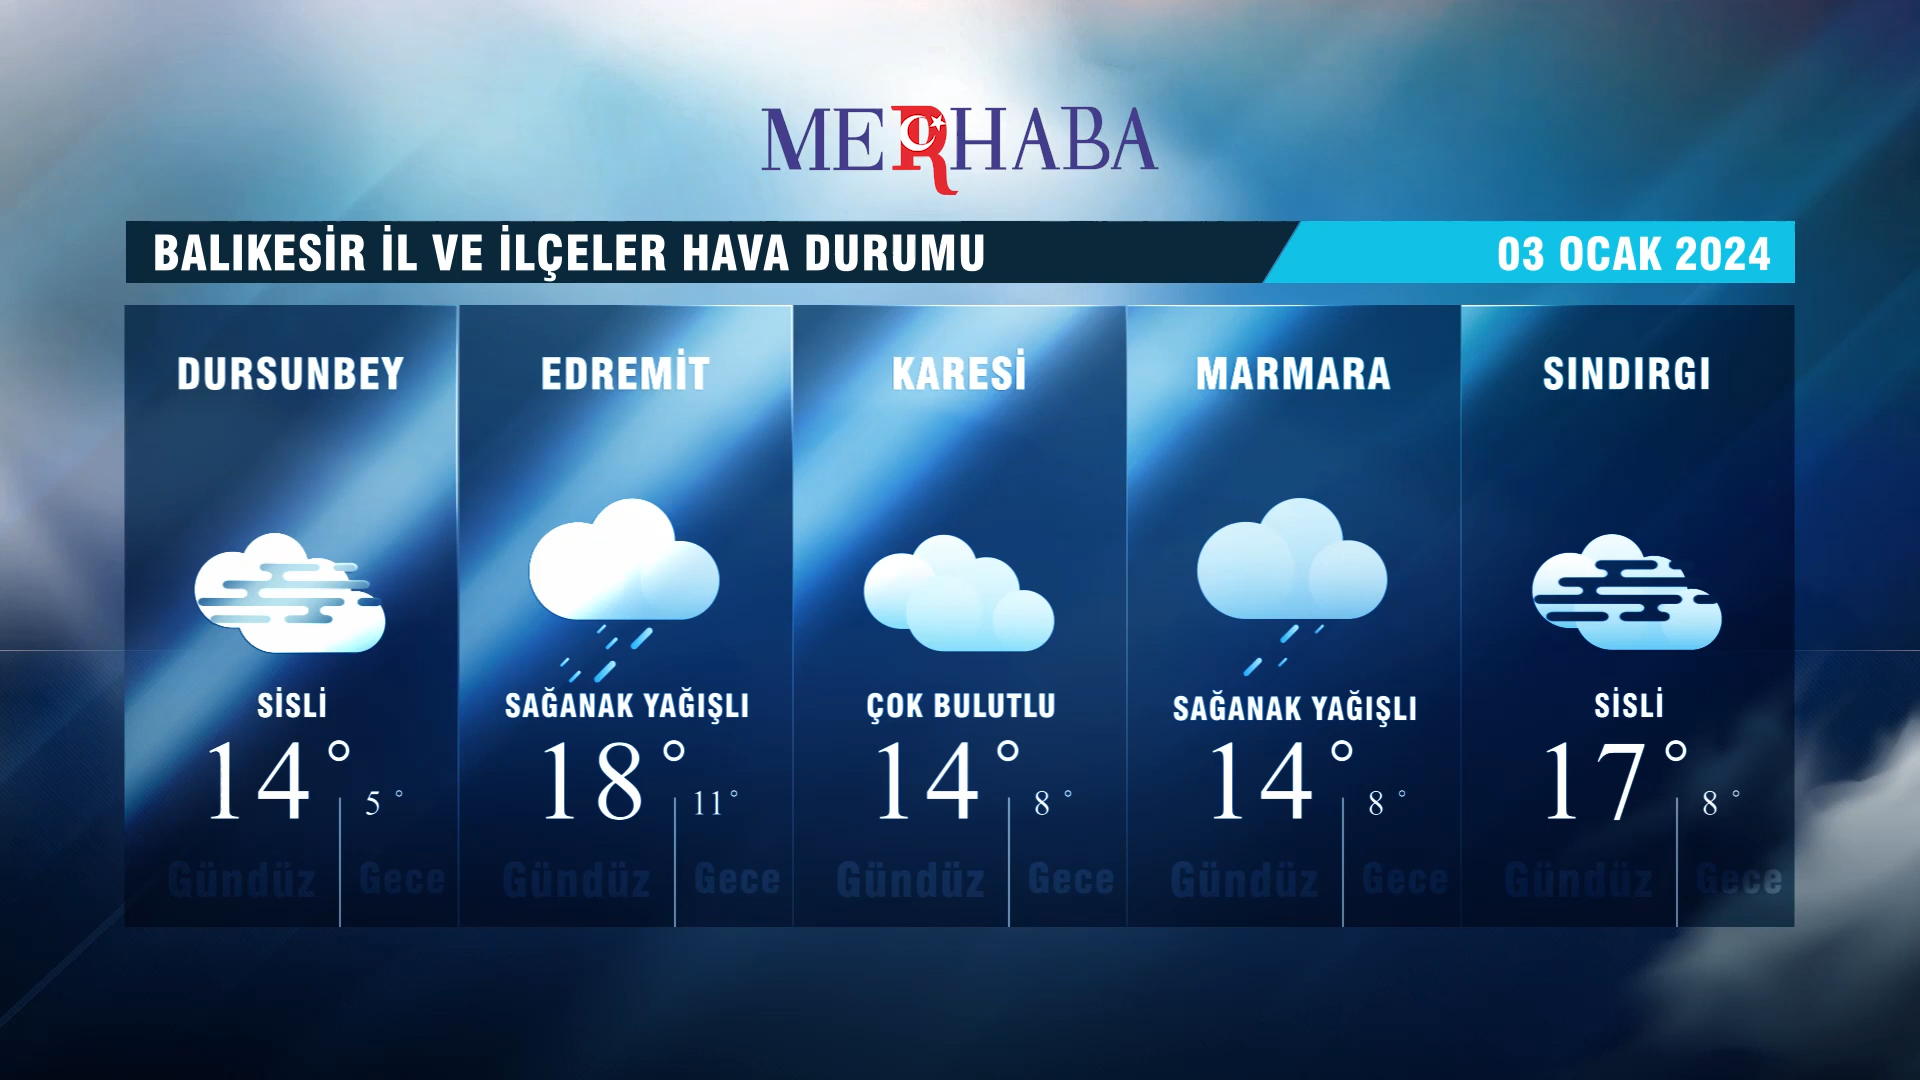 MERHABA
BALIKESİR İL VE İLÇELER HAVA DURUMU
03 OCAK 2024
DURSUNBEY
SİSLİ
14°
5°
Gündüz
Gece
EDREMİT
SAĞANAK YAĞIŞLI
18°
11°
Gündüz
Gece
KARESİ
ÇOK BULUTLU
14°
8°
Gündüz
Gece
MARMARA
SAĞANAK YAĞIŞLI
14°
8°
Gündüz
Gece
SINDIRGI
SİSLİ
17°
8°
Gündüz
Gece